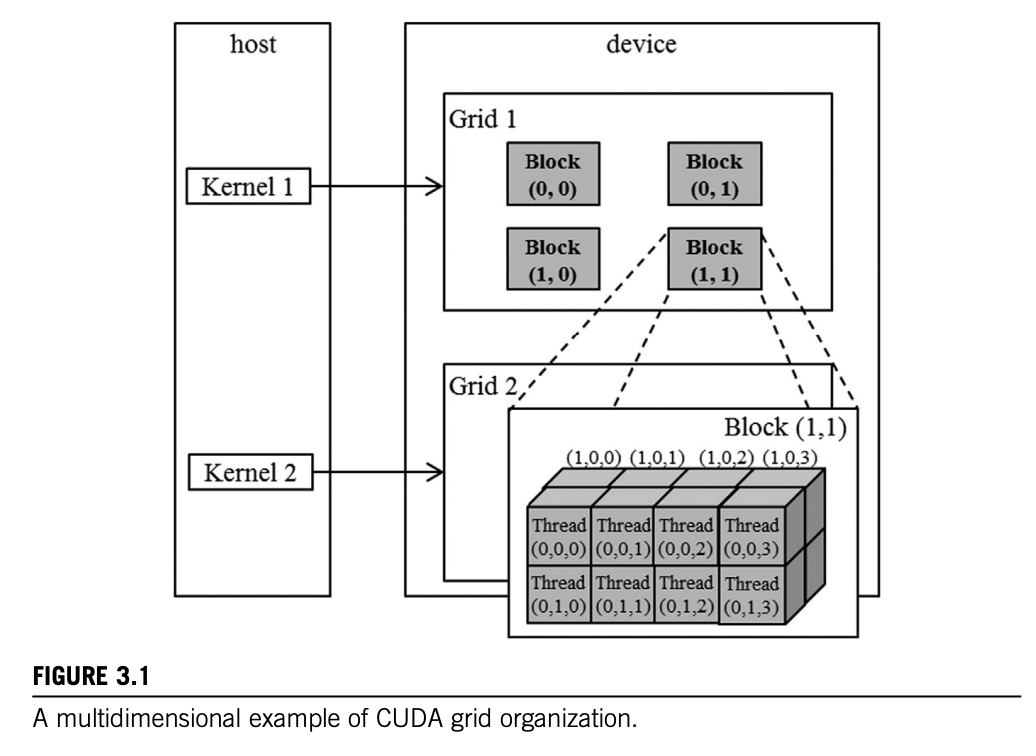 host
device
Grid 1
Block
(0, 0)
Block
(0, 1)
Kernel 1
Block
(1, 0)
Block
(1, 1)
Grid 2
Block (1,1)
Kernel 2
(1,0,0) (1,0,1) (1,0,2) (1,0,3)
Thread
(0,0,0)
Thread
(0,0,1)
Thread
(0,0,2)
Thread
(0,0,3)
Thread
(0,1,0)
Thread
(0,1,1)
Thread
(0,1,2)
Thread
(0,1,3)
FIGURE 3.1
A multidimensional example of CUDA grid organization.